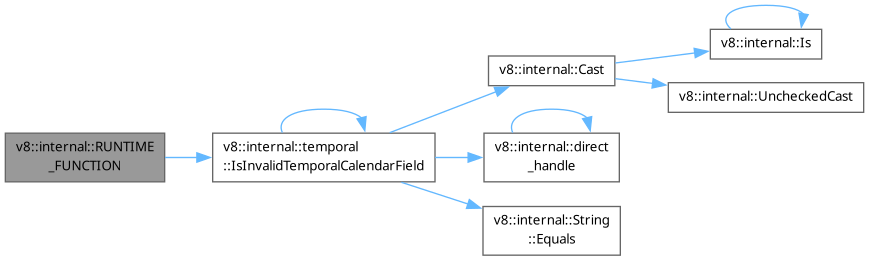 v8::internal::RUNTIME
_FUNCTION
v8::internal::temporal
::IsInvalidTemporalCalendarField
v8::internal::Cast
v8::internal::Is
v8::internal::UncheckedCast
v8::internal::direct
_handle
v8::internal::String
::Equals